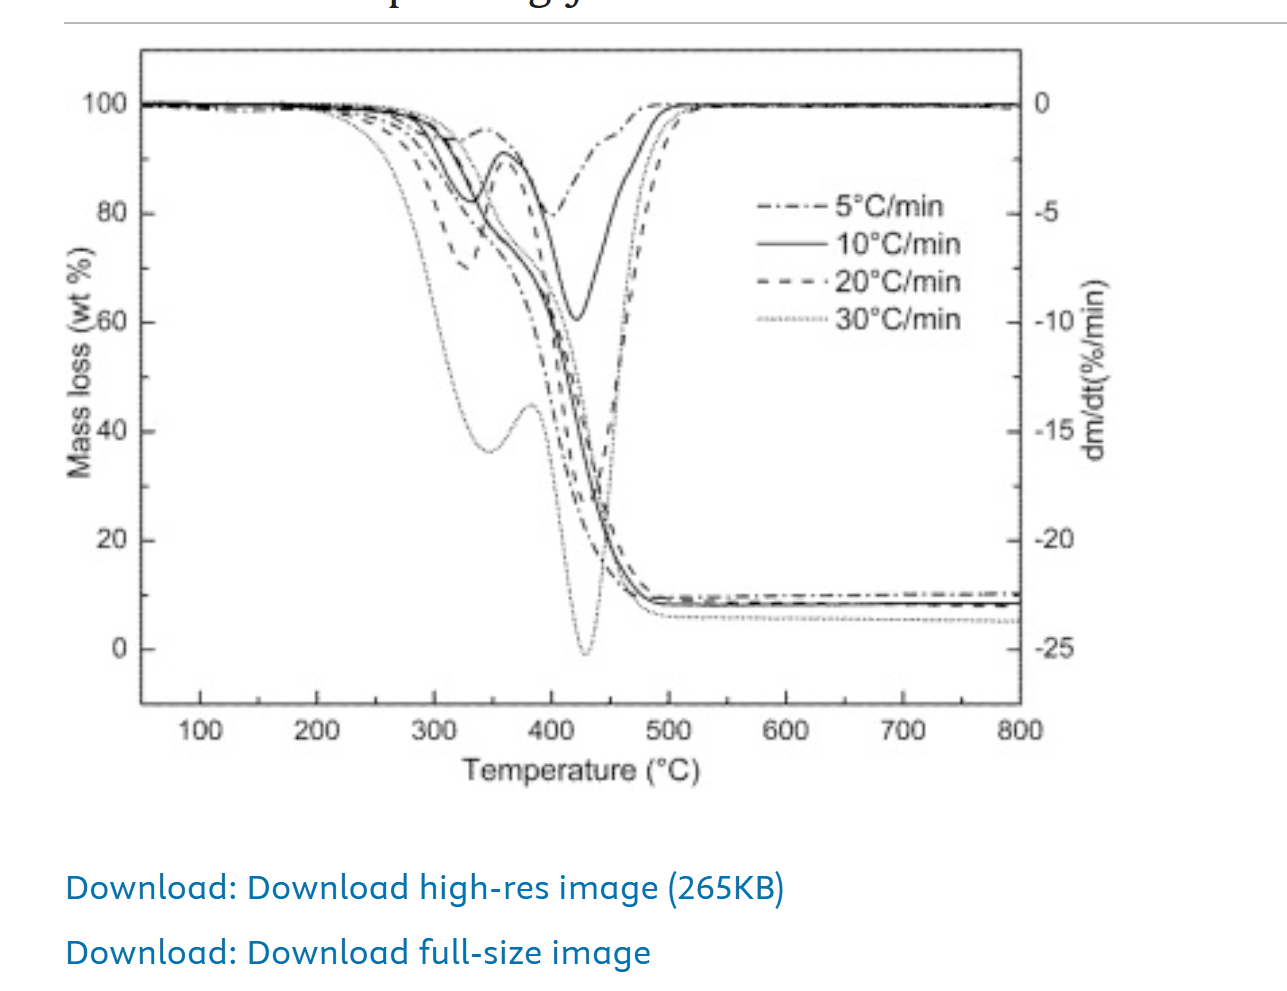 100
80
60
40
20
0
Mass loss (wt %)
0
-5
-10
-15
-20
-25
dm/dt(%/min)
5°C/min
10°C/min
20°C/min
30°C/min
100 200 300 400 500 600 700 800
Temperature (°C)
Download: Download high-res image (265KB)
Download: Download full-size image